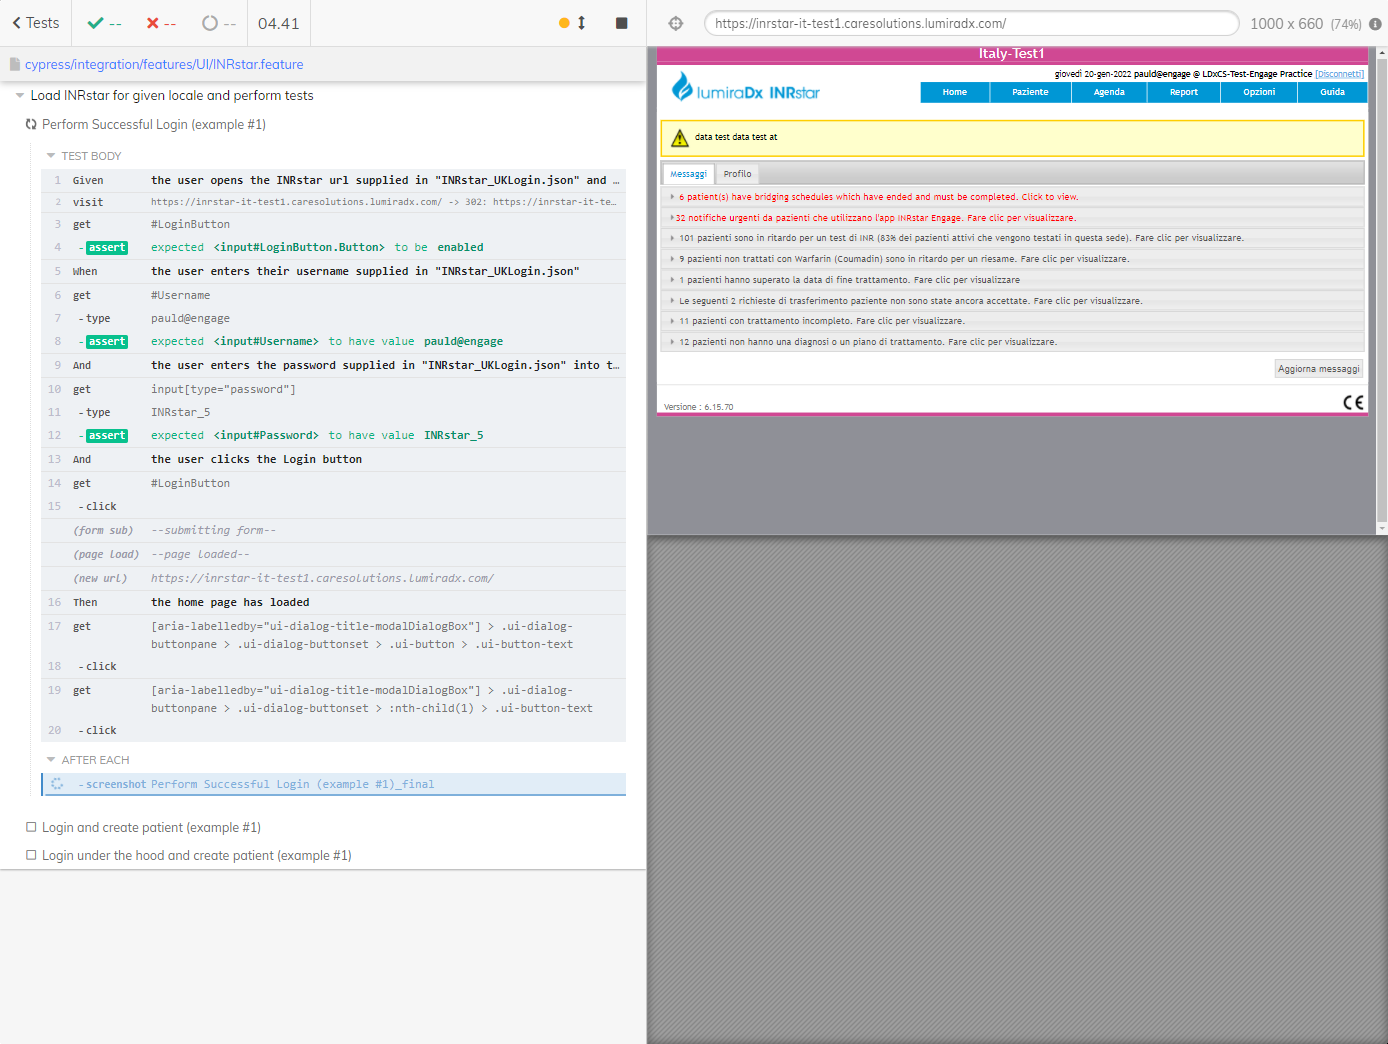 Tests
--
--
--
04.41
https://inrstar-it-test1.caresolutions.lumiradx.com/
1000 x 660 (74%)
cypress/integration/features/UI/INRstar.feature
Load INRstar for given locale and perform tests
Perform Successful Login (example #1)
TEST BODY
1 Given the user opens the INRstar url supplied in "INRstar_UKLogin.json" and …
2 visit https://inrstar-it-test1.caresolutions.lumiradx.com/ -> 302: https://inrstar-it-te…
3 get #LoginButton
4 -assert expected <input#LoginButton.Button> to be enabled
5 When the user enters their username supplied in "INRstar_UKLogin.json"
6 get #Username
7 -type pauld@engage
8 -assert expected <input#Username> to have value pauld@engage
9 And the user enters the password supplied in "INRstar_UKLogin.json" into t…
10 get input[type="password"]
11 -type INRstar_5
12 -assert expected <input#Password> to have value INRstar_5
13 And the user clicks the Login button
14 get #LoginButton
15 -click
(form sub) --submitting form--
(page load) --page loaded--
(new url) https://inrstar-it-test1.caresolutions.lumiradx.com/
16 Then the home page has loaded
17 get [aria-labelledby="ui-dialog-title-modalDialogBox"] > .ui-dialog-
buttonpane > .ui-dialog-buttonset > .ui-button > .ui-button-text
18 -click
19 get [aria-labelledby="ui-dialog-title-modalDialogBox"] > .ui-dialog-
buttonpane > .ui-dialog-buttonset > :nth-child(1) > .ui-button-text
20 -click
AFTER EACH
-screenshot Perform Successful Login (example #1)_final
Login and create patient (example #1)
Login under the hood and create patient (example #1)
Italy-Test1
giovedì 20-gen-2022 pauld@engage @ LDxCS-Test-Engage Practice [Disconnetti]
lumiraDx INRstar
Home Paziente Agenda Report Opzioni Guida
data test data test at
Messaggi Profilo
6 patient(s) have bridging schedules which have ended and must be completed. Click to view.
32 notifiche urgenti da pazienti che utilizzano l'app INRstar Engage. Fare clic per visualizzare.
101 pazienti sono in ritardo per un test di INR (83% dei pazienti attivi che vengono testati in questa sede). Fare clic per visualizzare.
9 pazienti non trattati con Warfarin (Coumadin) sono in ritardo per un riesame. Fare clic per visualizzare.
1 pazienti hanno superato la data di fine trattamento. Fare clic per visualizzare
Le seguenti 2 richieste di trasferimento paziente non sono state ancora accettate. Fare clic per visualizzare.
11 pazienti con trattamento incompleto. Fare clic per visualizzare.
12 pazienti non hanno una diagnosi o un piano di trattamento. Fare clic per visualizzare.
Aggiorna messaggi
Versione : 6.15.70
CE